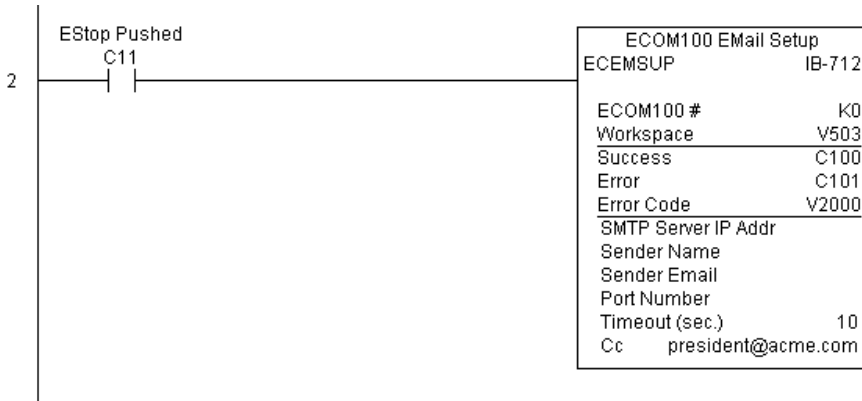 EStop Pushed
C11
2
ECOM100 EMail Setup
ECEMSUP IB-712
ECOM100 # K0
Workspace V503
Success C100
Error C101
Error Code V2000
SMTP Server IP Addr
Sender Name
Sender Email
Port Number
Timeout (sec.) 10
Cc president@acme.com